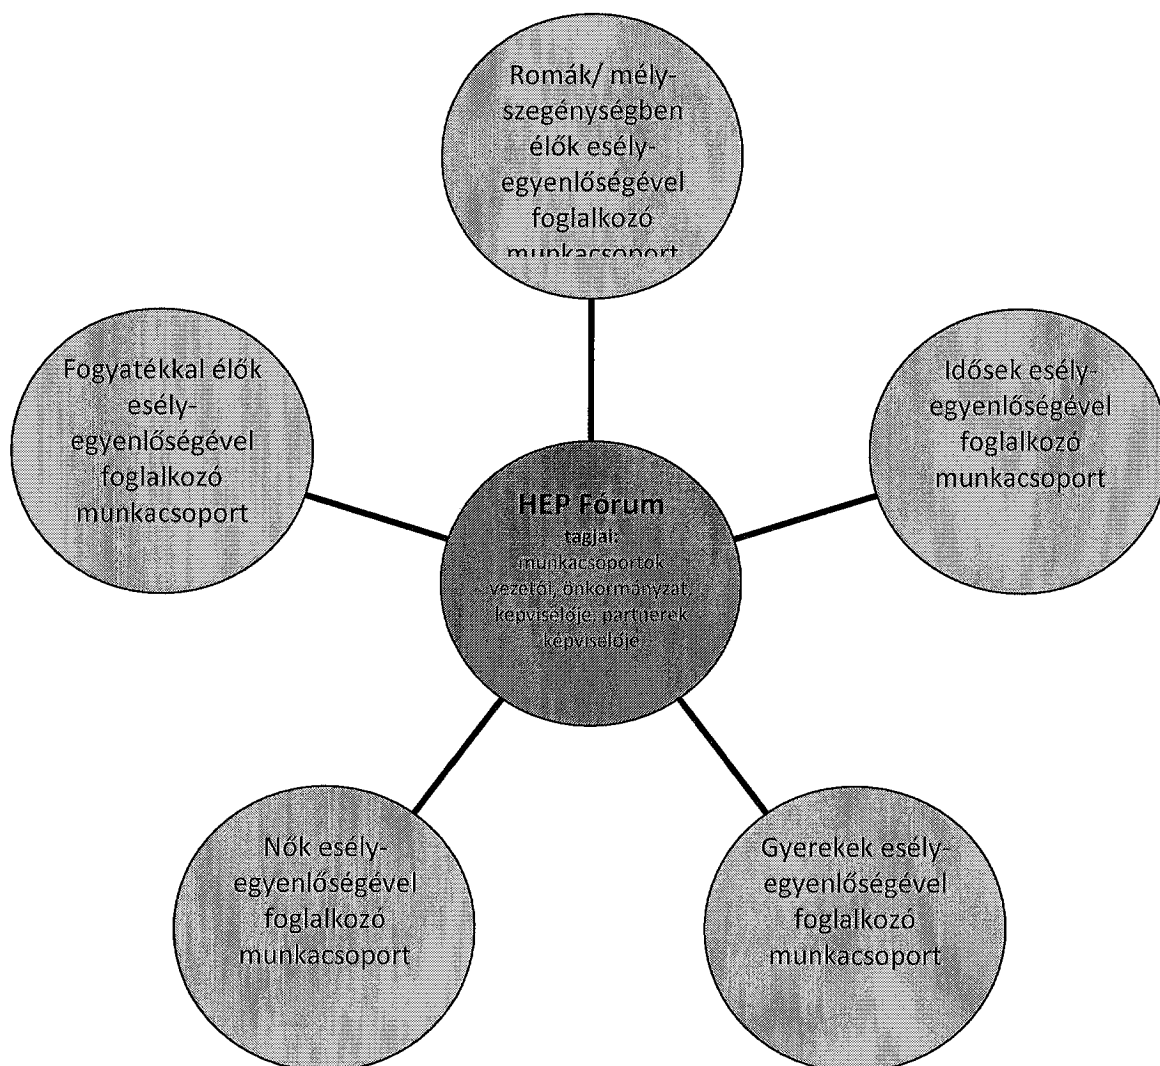 Romák/ mély-
szegénységben
élők esély-
egyenlőségével
foglalkozó
munkacsoport
Fogyatékkal élők
esély-
egyenlőségével
foglalkozó
munkacsoport
Idősek esély-
egyenlőségével
foglalkozó
munkacsoport
HEP Fórum
tagjai:
munkacsoportok
vezetői, önkormányzat,
képviselője, partnerek
képviselője
Nők esély-
egyenlőségével
foglalkozó
munkacsoport
Gyerekek esély-
egyenlőségével
foglalkozó
munkacsoport